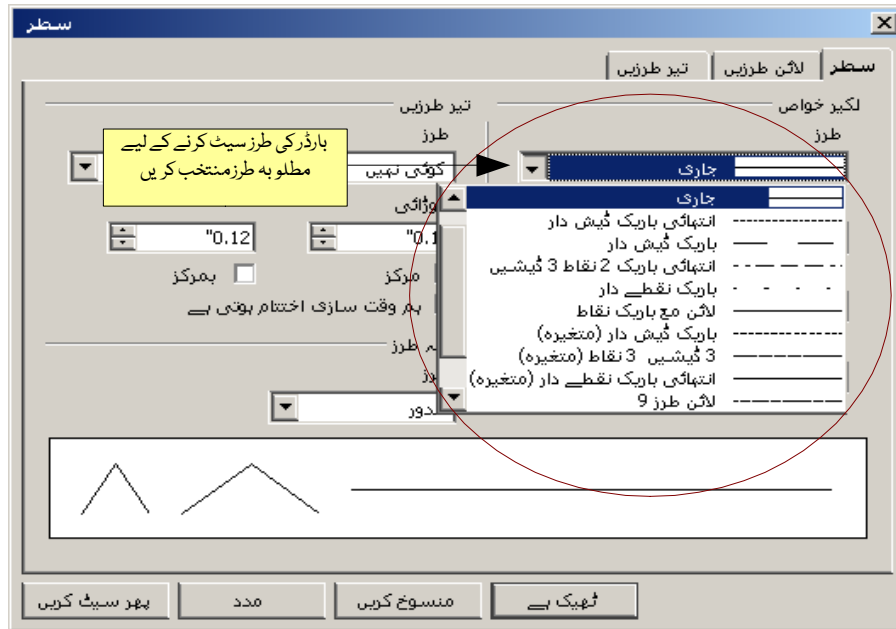 سطر
سطر
لائن طرزیں
تیر طرزیں
لکیر خواص
طرز
جاری
جاری
انتہائی باریک ڈیش دار
باریک ڈیش دار
انتہائی باریک 2 نقاط 3 ڈیشیں
باریک نقطے دار
لائن مع باریک نقاط
باریک ڈیش دار (متغیرہ)
3 ڈیشیں 3 نقاط (متغیرہ)
انتہائی باریک نقطے دار (متغیرہ)
لائن طرز 9
تیر طرزیں
طرز
کوئی نہیں
بارڈر کی طرز سیٹ کرنے کے لیے
مطلوبہ طرز منتخب کریں
0.12"
مرکز
بمرکز
ہم وقت سازی اختتام ہوتی ہے
طرز
ٹھیک ہے
منسوخ کریں
مدد
پھر سیٹ کریں